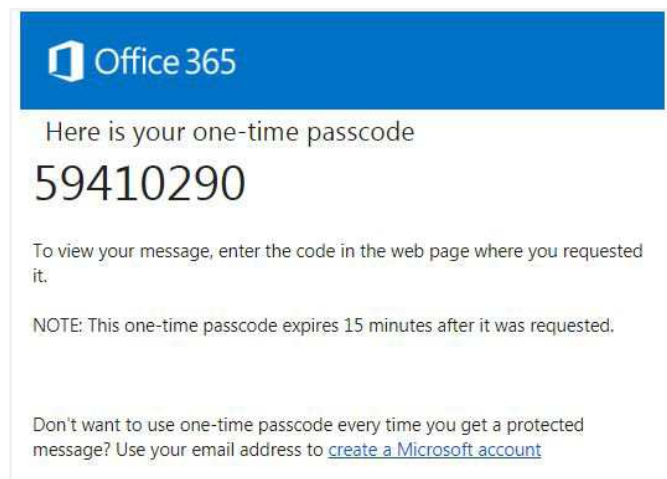 Office 365
Here is your one-time passcode
59410290
To view your message, enter the code in the web page where you requested
it.
NOTE: This one-time passcode expires 15 minutes after it was requested.
Don't want to use one-time passcode every time you get a protected
message? Use your email address to create a Microsoft account